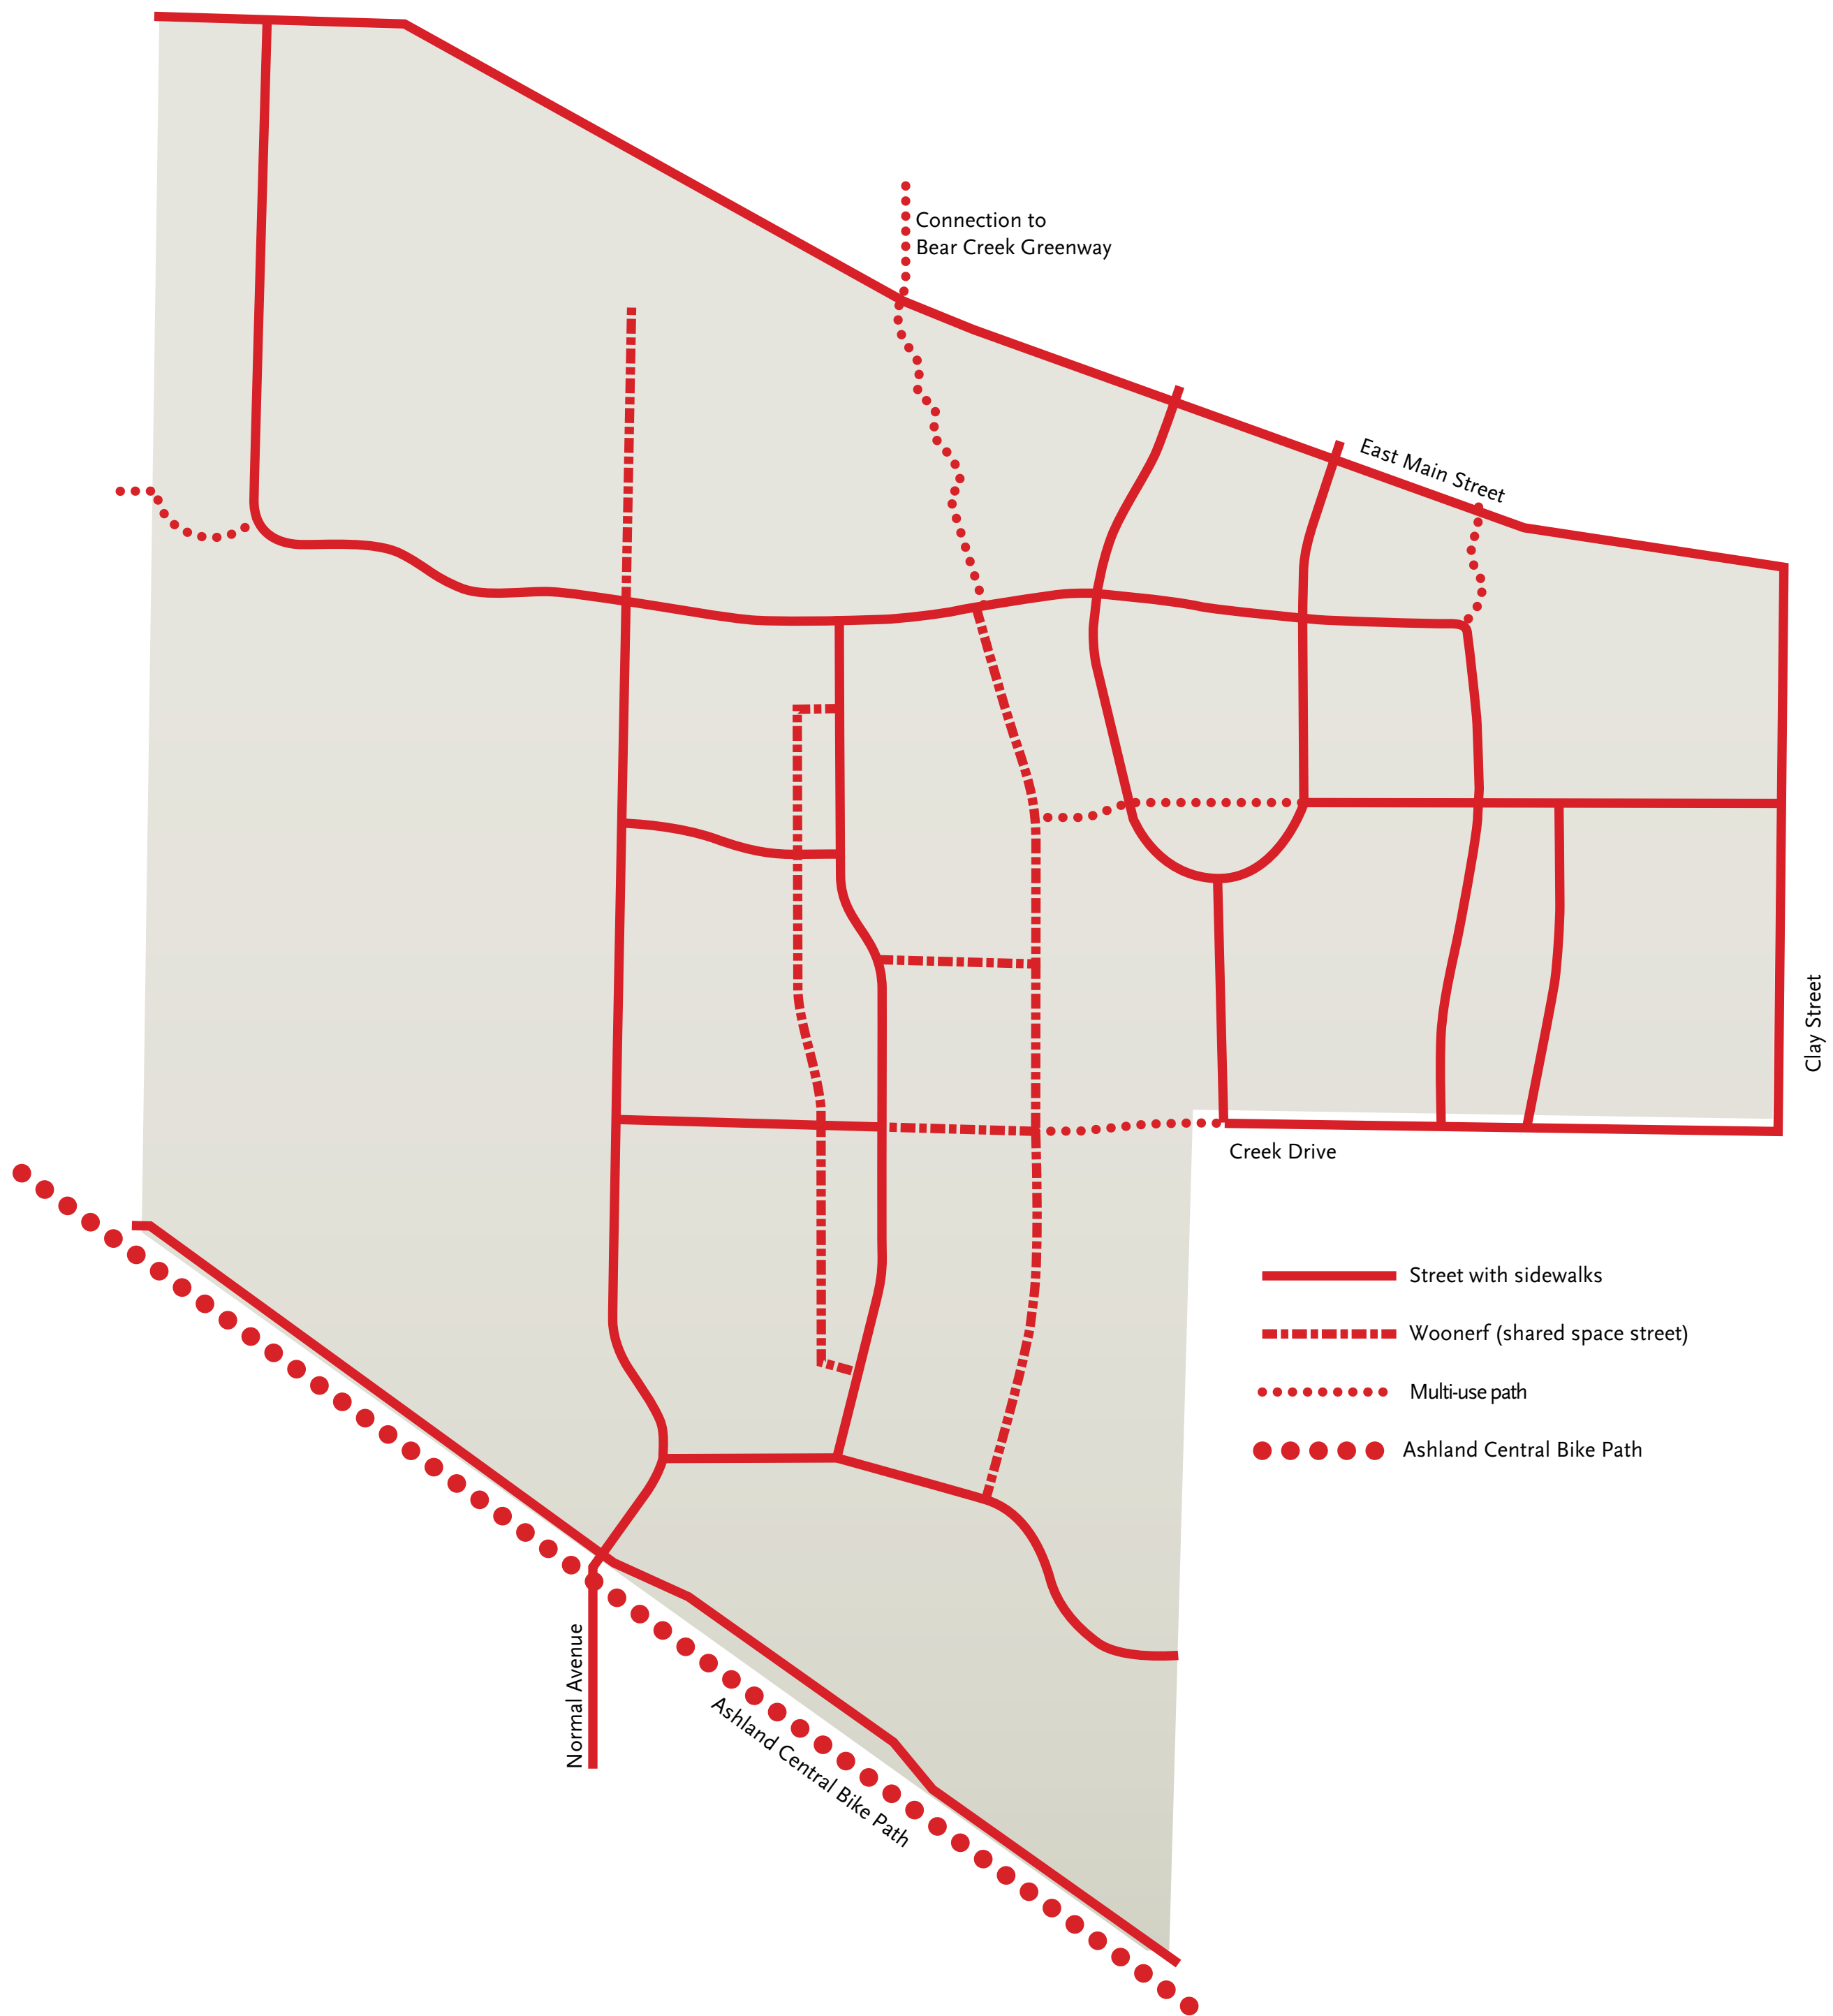 Connection to
Bear Creek Greenway
East Main Street
Clay Street
Creek Drive
Street with sidewalks
Woonerf (shared space street)
Multi-use path
Ashland Central Bike Path
Normal Avenue
Ashland Central Bike Path